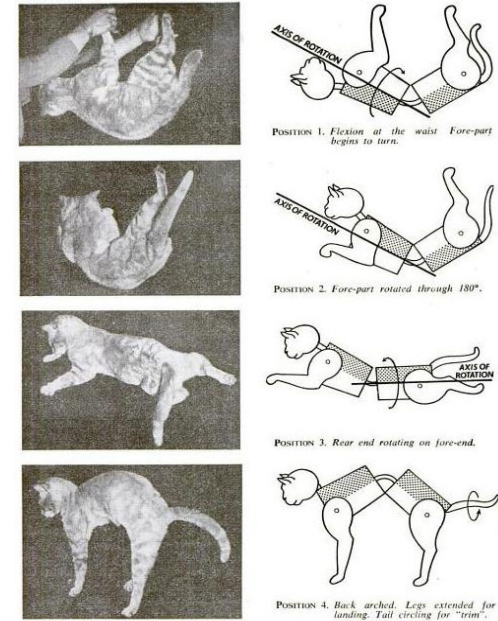 AXIS OF ROTATION
POSITION 1. Flexion at the waist Fore-part
begins to turn.
AXIS OF ROTATION
POSITION 2. Fore-part rotated through 180°.
AXIS OF
ROTATION
POSITION 3. Rear end rotating on fore-end.
POSITION 4. Back arched. Legs extended for
landing. Tail circling for "trim".